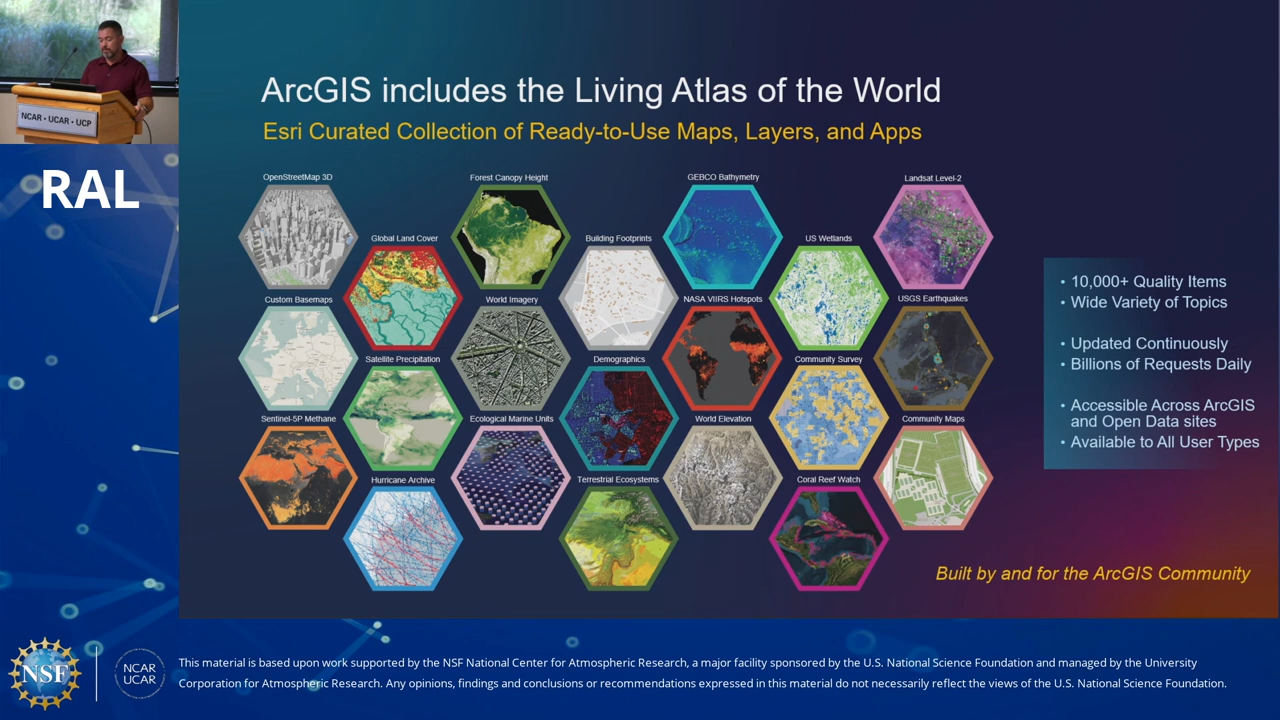 NCAR • UCAR • UCP
RAL
ArcGIS includes the Living Atlas of the World
Esri Curated Collection of Ready-to-Use Maps, Layers, and Apps
OpenStreetMap 3D
Forest Canopy Height
GEBCO Bathymetry
Landsat Level-2
Global Land Cover
Building Footprints
US Wetlands
Custom Basemaps
World Imagery
NASA VIIRS Hotspots
USGS Earthquakes
Satellite Precipitation
Demographics
Community Survey
Sentinel-5P Methane
Ecological Marine Units
World Elevation
Community Maps
Hurricane Archive
Terrestrial Ecosystems
Coral Reef Watch
• 10,000+ Quality Items
• Wide Variety of Topics
• Updated Continuously
• Billions of Requests Daily
• Accessible Across ArcGIS
and Open Data sites
• Available to All User Types
Built by and for the ArcGIS Community
NSF
NCAR
UCAR
This material is based upon work supported by the NSF National Center for Atmospheric Research, a major facility sponsored by the U.S. National Science Foundation and managed by the University
Corporation for Atmospheric Research. Any opinions, findings and conclusions or recommendations expressed in this material do not necessarily reflect the views of the U.S. National Science Foundation.